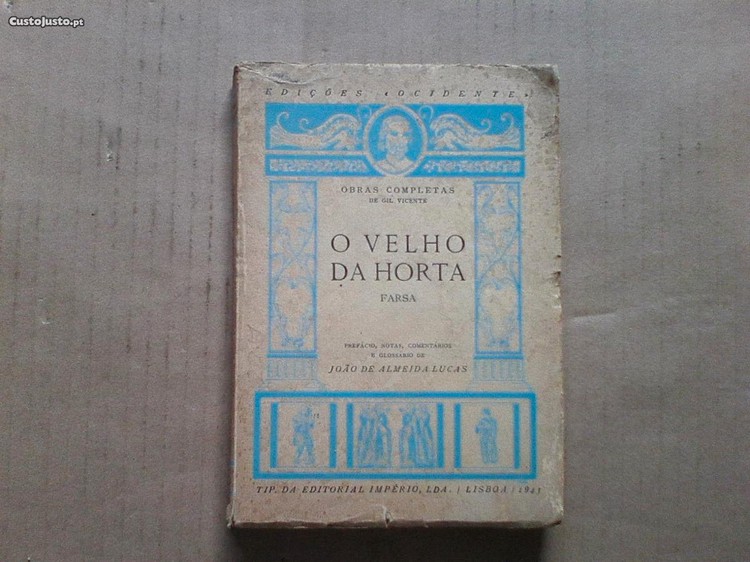 CustoJusto.pt
EDIÇÕES «OCIDENTE»
OBRAS COMPLETAS
DE GIL VICENTE
O VELHO
DA HORTA
FARSA
PREFÁCIO, NOTAS, COMENTÁRIOS
E GLOSSÁRIO DE
JOÃO DE ALMEIDA LUCAS
TIP. DA EDITORIAL IMPÉRIO, LDA. / LISBOA / 1943